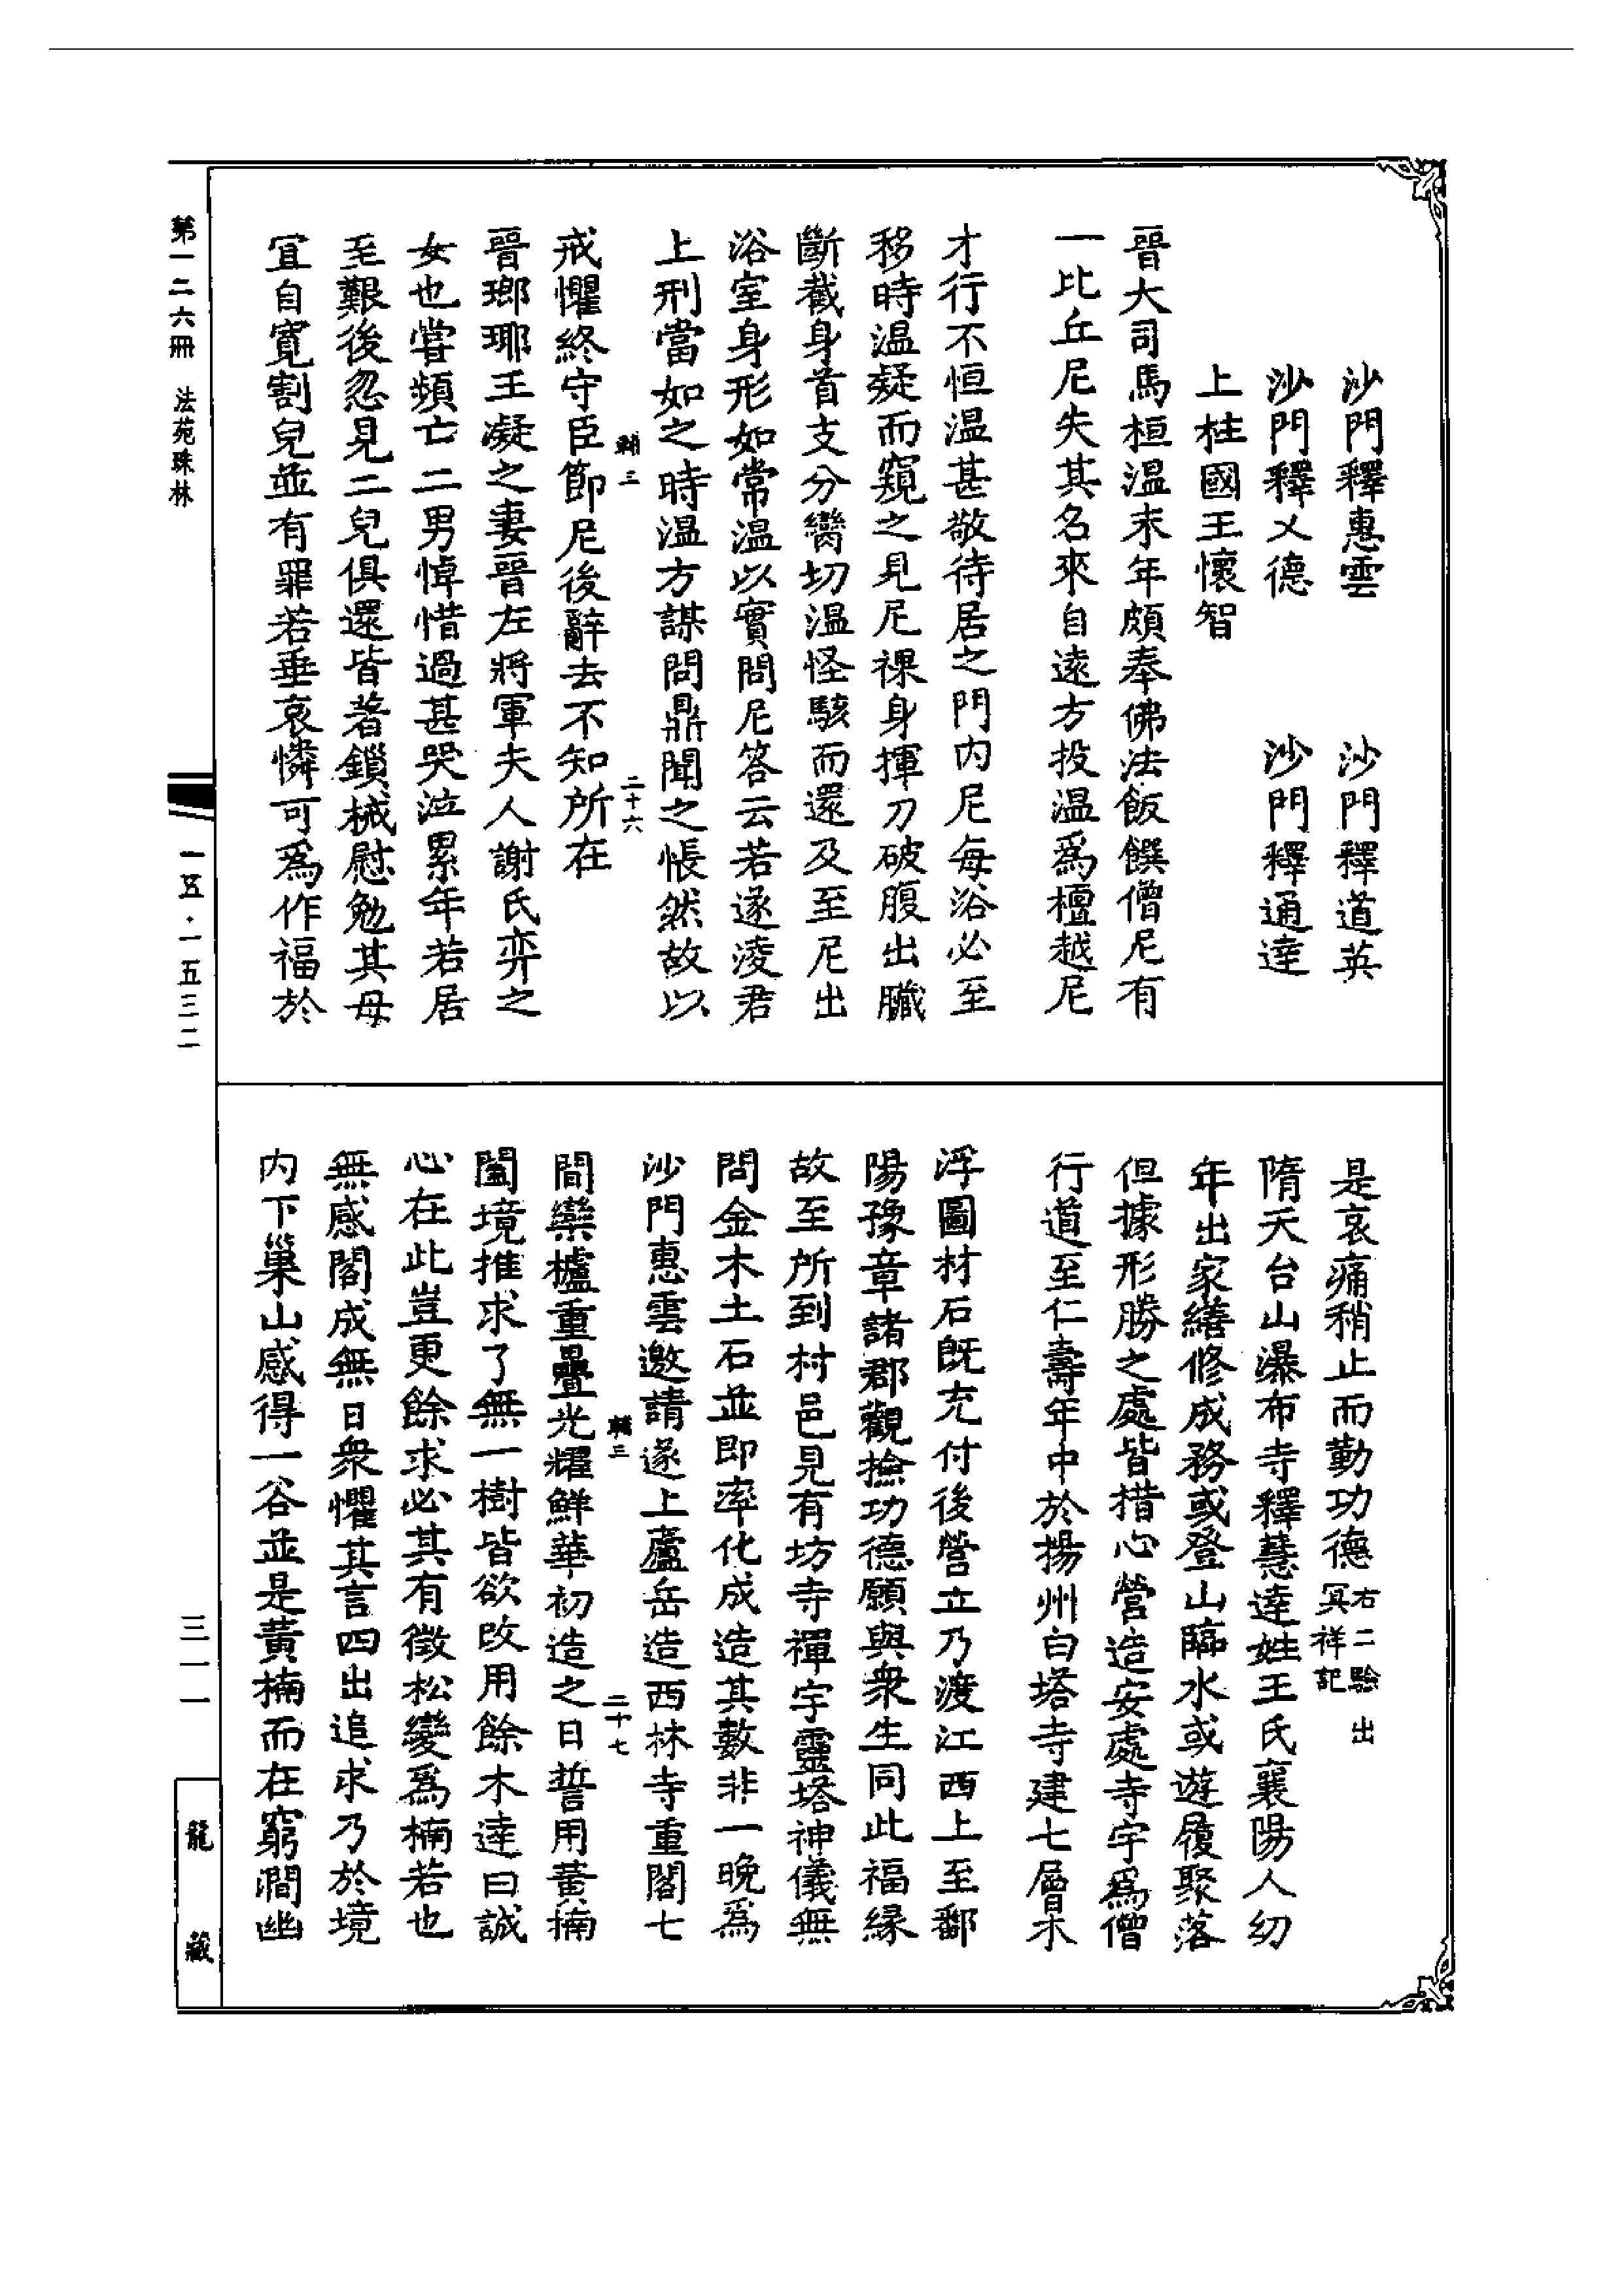 沙門釋惠雲　　沙門釋道英
沙門釋乂德　　沙門釋通達
上柱國王懷智
晉大司馬桓温末年頗奉佛法飯饌僧尼有
一比丘尼失其名來自遠方投温爲檀越尼
才行不恒温甚敬待居之門内尼每浴必至
移時温疑而窺之見尼裸身揮刀破腹出臟
斷截身首支分臠切温怪駭而還及至尼出
浴室身形如常温以實問尼答云若遂淩君
上刑當如之時温方謀問鼎聞之悵然故以
輔三　二十六
戒懼終守臣節尼後辭去不知所在
晉瑯瑘王凝之妻晉左將軍夫人謝氏弈之
女也嘗頻亡二男悼惜過甚哭泣累年若居
至艱後忽見二兒俱還皆著鎖械慰勉其母
宜自寬割兒並有罪若垂哀憐可爲作福於
是哀痛稍止而勤功德右二驗出冥祥記
隋天台山瀑布寺釋慧達姓王氏襄陽人幼
年出家繕修成務或登山臨水或遊履聚落
但據形勝之處皆措心營造安處寺宇爲僧
行道至仁壽年中於揚州白塔寺建七層木
浮圖材石既充付後營立乃渡江西上至鄱
陽豫章諸郡觀撿功德願與衆生同此福縁
故至所到村邑見有坊寺禪宇靈塔神儀無
問金木土石並即率化成造其數非一晚爲
沙門惠雲邀請遂上廬岳造西林寺重閣七
輔三　二十七
間欒櫨重疊光耀鮮華初造之日誓用黃楠
闔境推求了無一樹皆欲改用餘木達曰誠
心在此豈更餘求必其有徵松變爲楠若也
無感閣成無日衆懼其言四出追求乃於境
内下巢山感得一谷並是黃楠而在窮澗幽
第一二六冊　法苑珠林
一五·一五三二
三一一
龍藏